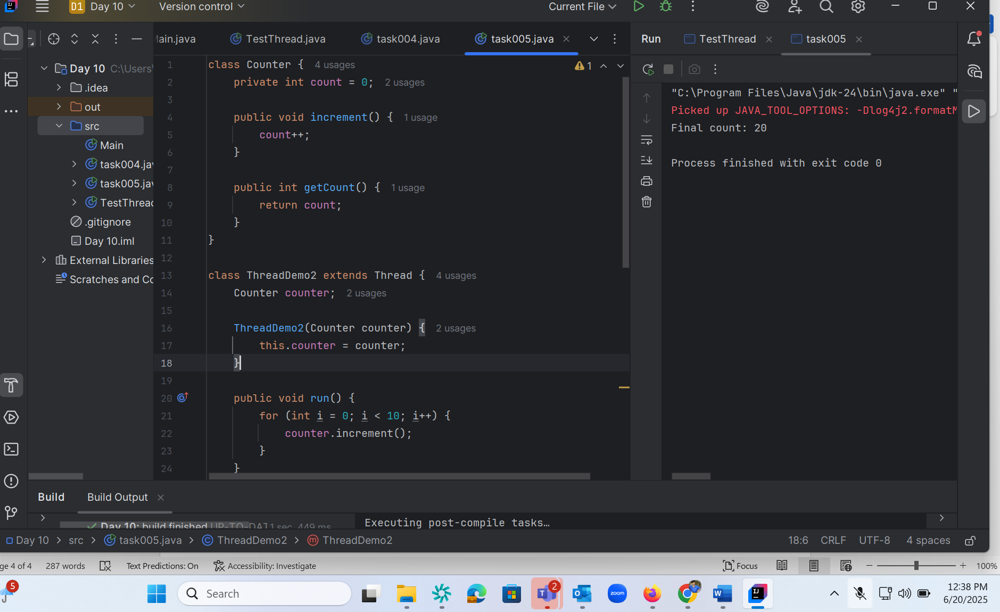 D1 Day 10 Version control Current File
Main.java TestThread.java task004.java task005.java
Run TestThread task005
Day 10 C:\Users\
.idea
out
src
Main
task004.jav
task005.jav
TestThread
.gitignore
Day 10.iml
External Libraries
Scratches and Co
1 class Counter { 4 usages
2 private int count = 0; 2 usages
3
4 public void increment() { 1 usage
5 count++;
6 }
7
8 public int getCount() { 1 usage
9 return count;
10 }
11 }
12
13 class ThreadDemo2 extends Thread { 4 usages
14 Counter counter; 2 usages
15
16 ThreadDemo2(Counter counter) { 2 usages
17 this.counter = counter;
18 }
19
20 public void run() {
21 for (int i = 0; i < 10; i++) {
22 counter.increment();
23 }
24 }
1
"C:\Program Files\Java\jdk-24\bin\java.exe" "
Picked up JAVA_TOOL_OPTIONS: -Dlog4j2.formatM
Final count: 20
Process finished with exit code 0
Build Build Output
Day 10: build finished UP-TO-DAT 1 sec, 449 ms
Executing post-compile tasks…
Day 10 > src > task005.java > ThreadDemo2 > ThreadDemo2 18:6 CRLF UTF-8 4 spaces
ge 4 of 4 287 words Text Predictions: On Accessibility: Investigate Focus 100%
5
Search
2
zoom
12:38 PM
6/20/2025